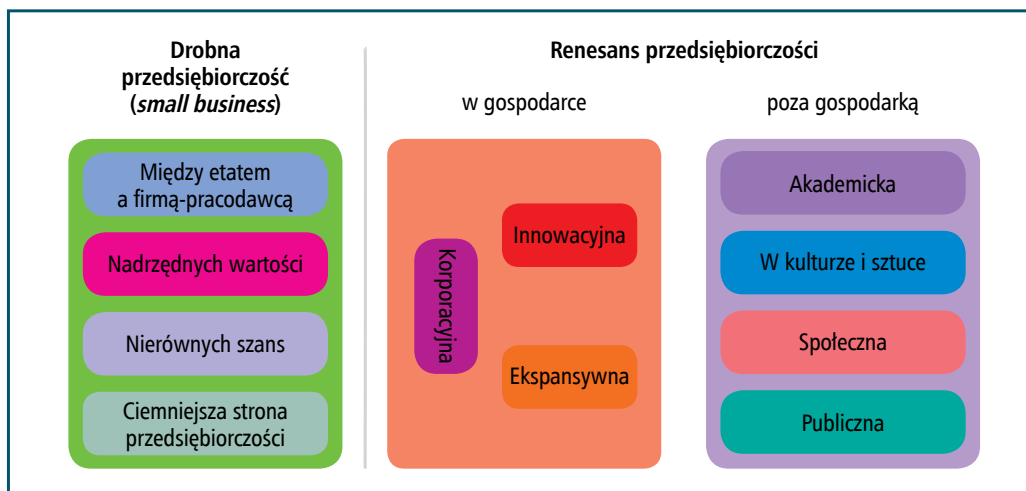 Drobna
przedsiębiorczość
(small business)
Między etatem
a firmą-pracodawcą
Nadrzędnych wartości
Nierównych szans
Ciemniejsza strona
przedsiębiorczości
Renesans przedsiębiorczości
w gospodarce
Korporacyjna
Innowacyjna
Ekspansywna
poza gospodarką
Akademicka
W kulturze i sztuce
Społeczna
Publiczna